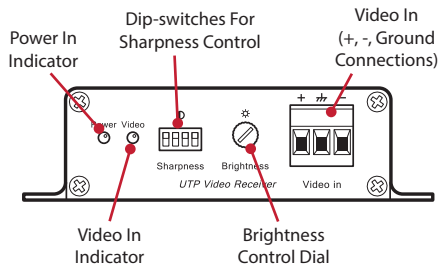 Power In
Indicator
Dip-switches For
Sharpness Control
Video In
(+, -, Ground
Connections)
Power Video
+ -
Sharpness
Brightness
UTP Video Receiver
Video in
Video In
Indicator
Brightness
Control Dial